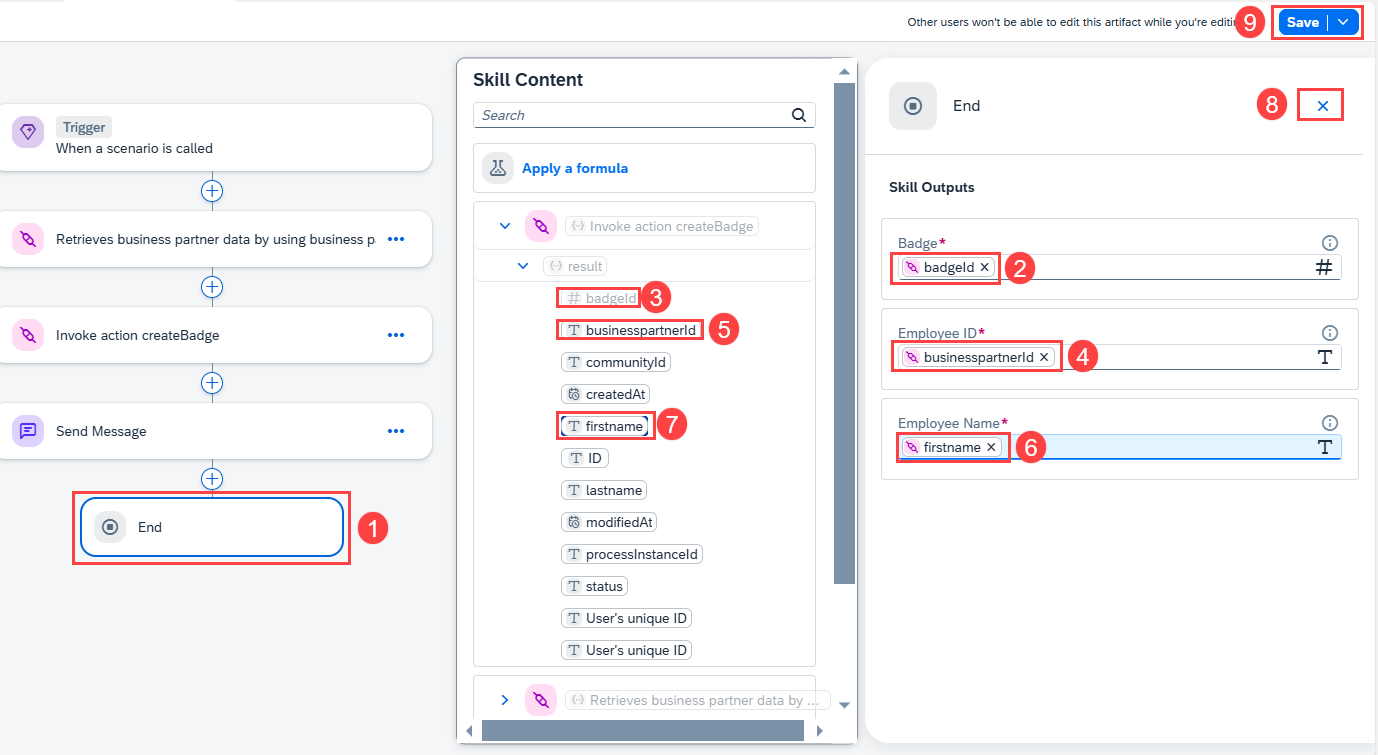 Other users won't be able to edit this artifact while you're editin
9
Save
Trigger
When a scenario is called
Retrieves business partner data by using business p
Invoke action createBadge
Send Message
End
1
Skill Content
Search
Apply a formula
Invoke action createBadge
result
# badgeId
3
T businesspartnerId
5
T communityId
createdAt
T firstname
7
T ID
T lastname
modifiedAt
T processInstanceId
T status
T User's unique ID
T User's unique ID
Retrieves business partner data by ...
End
8
Skill Outputs
Badge*
badgeId
2
#
Employee ID*
businesspartnerId
4
T
Employee Name*
firstname
6
T